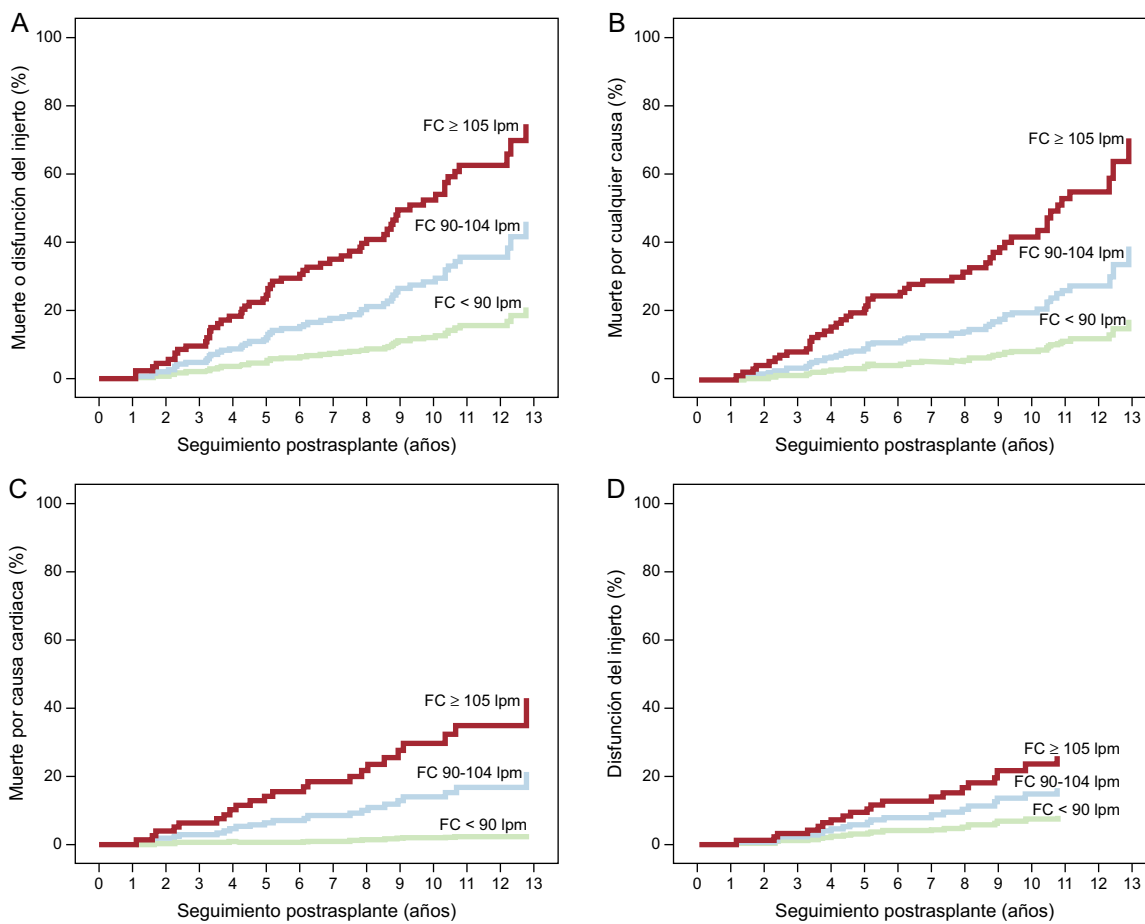 A
Muerte o disfunción del injerto (%)
100
80
60
40
20
0
FC ≥ 105 lpm
FC 90-104 lpm
FC < 90 lpm
0 1 2 3 4 5 6 7 8 9 10 11 12 13
Seguimiento postrasplante (años)
B
Muerte por cualquier causa (%)
100
80
60
40
20
0
FC ≥ 105 lpm
FC 90-104 lpm
FC < 90 lpm
0 1 2 3 4 5 6 7 8 9 10 11 12 13
Seguimiento postrasplante (años)
C
Muerte por causa cardiaca (%)
100
80
60
40
20
0
FC ≥ 105 lpm
FC 90-104 lpm
FC < 90 lpm
0 1 2 3 4 5 6 7 8 9 10 11 12 13
Seguimiento postrasplante (años)
D
Disfunción del injerto (%)
100
80
60
40
20
0
FC ≥ 105 lpm
FC 90-104 lpm
FC < 90 lpm
0 1 2 3 4 5 6 7 8 9 10 11 12 13
Seguimiento postrasplante (años)